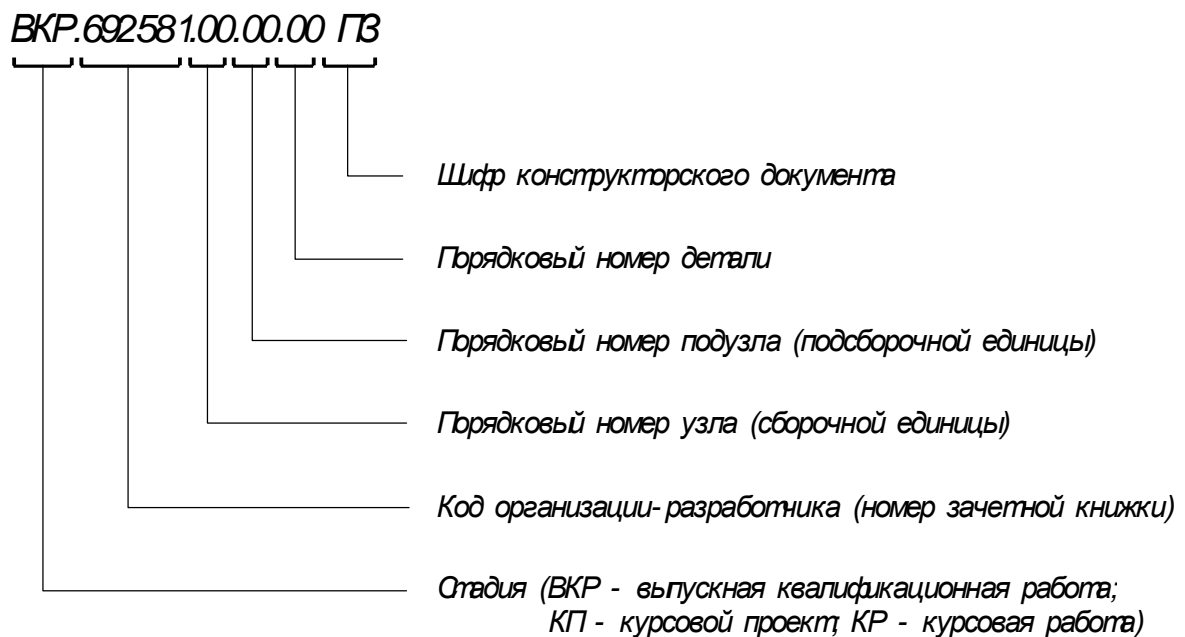 ВКР.692581.00.00.00 ПЗ
Шифр конструкторского документа
Порядковый номер детали
Порядковый номер подузла (подсборочной единицы)
Порядковый номер узла (сборочной единицы)
Код организации-разработчика (номер зачетной книжки)
Стадия (ВКР - выпускная квалификационная работа;
КП - курсовой проект; КР - курсовая работа)